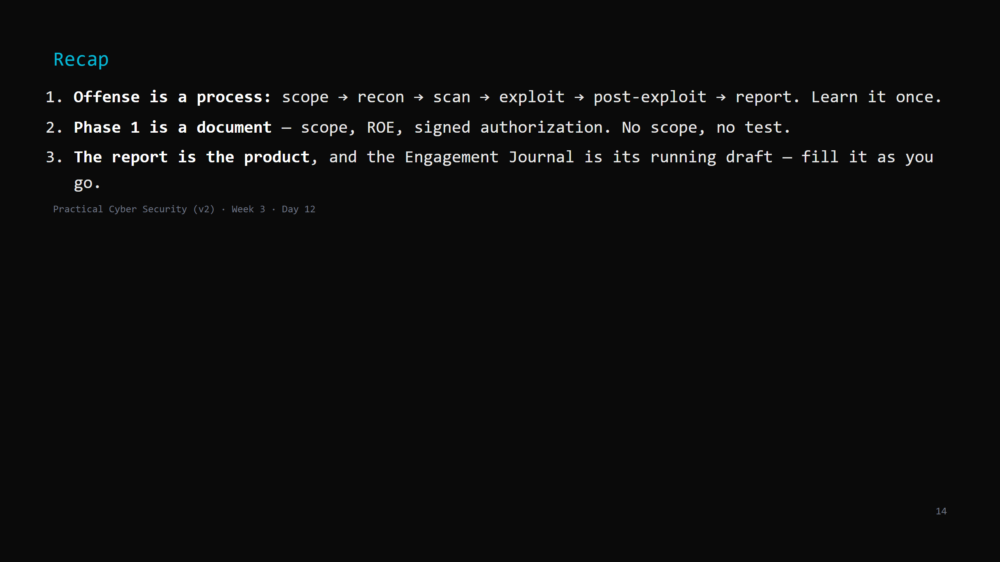 Recap
1. Offense is a process: scope → recon → scan → exploit → post-exploit → report. Learn it once.
2. Phase 1 is a document — scope, ROE, signed authorization. No scope, no test.
3. The report is the product, and the Engagement Journal is its running draft — fill it as you
go.
Practical Cyber Security (v2) · Week 3 · Day 12
14